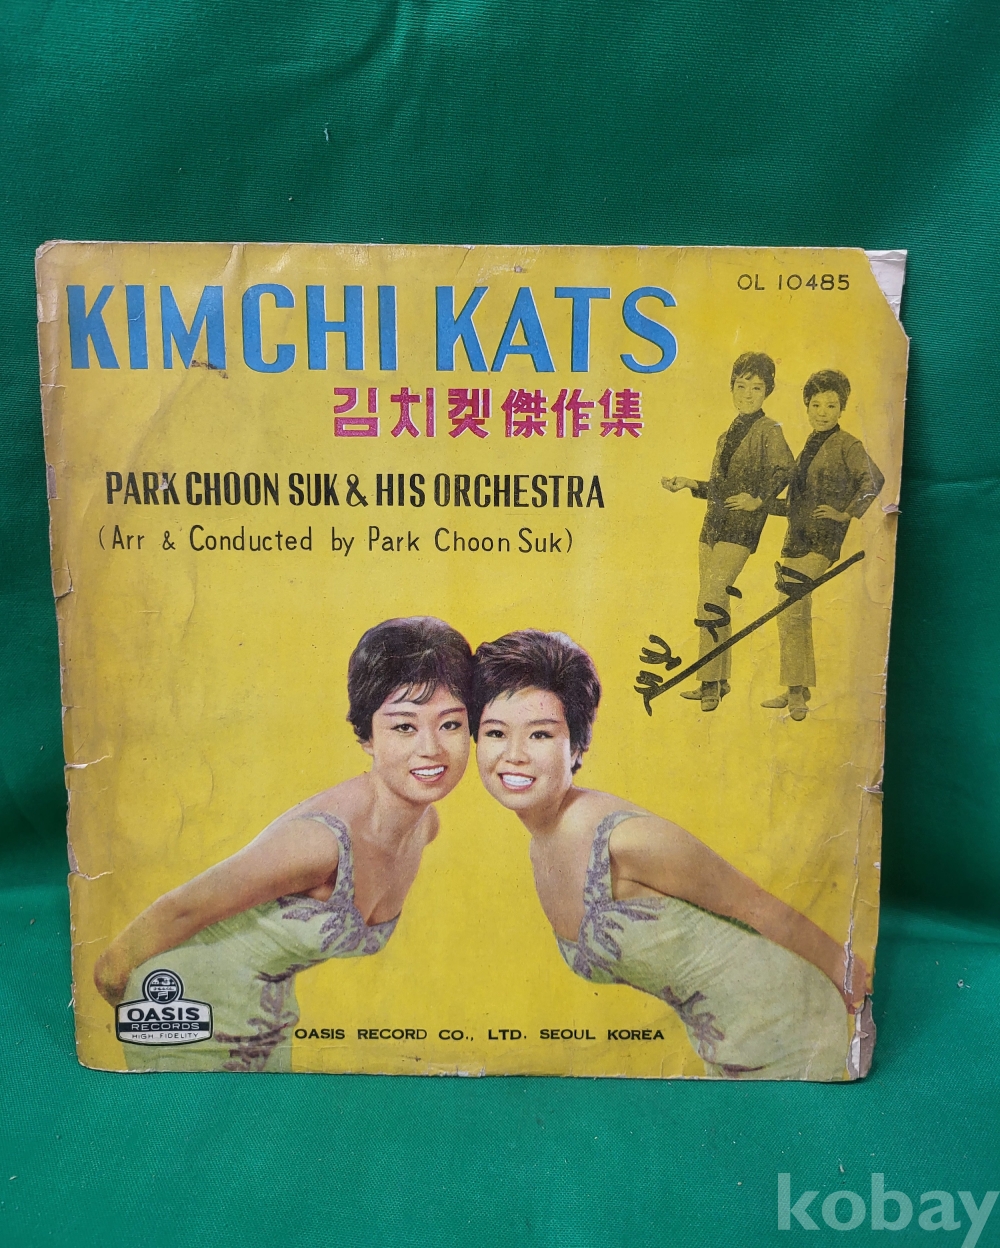 KIMCHI KATS
OL 10485
김치켓傑作集
PARK CHOON SUK & HIS ORCHESTRA
(Arr & Conducted by Park Choon Suk)
OASIS
RECORDS
HIGH FIDELITY
OASIS RECORD CO., LTD. SEOUL KOREA
kobay